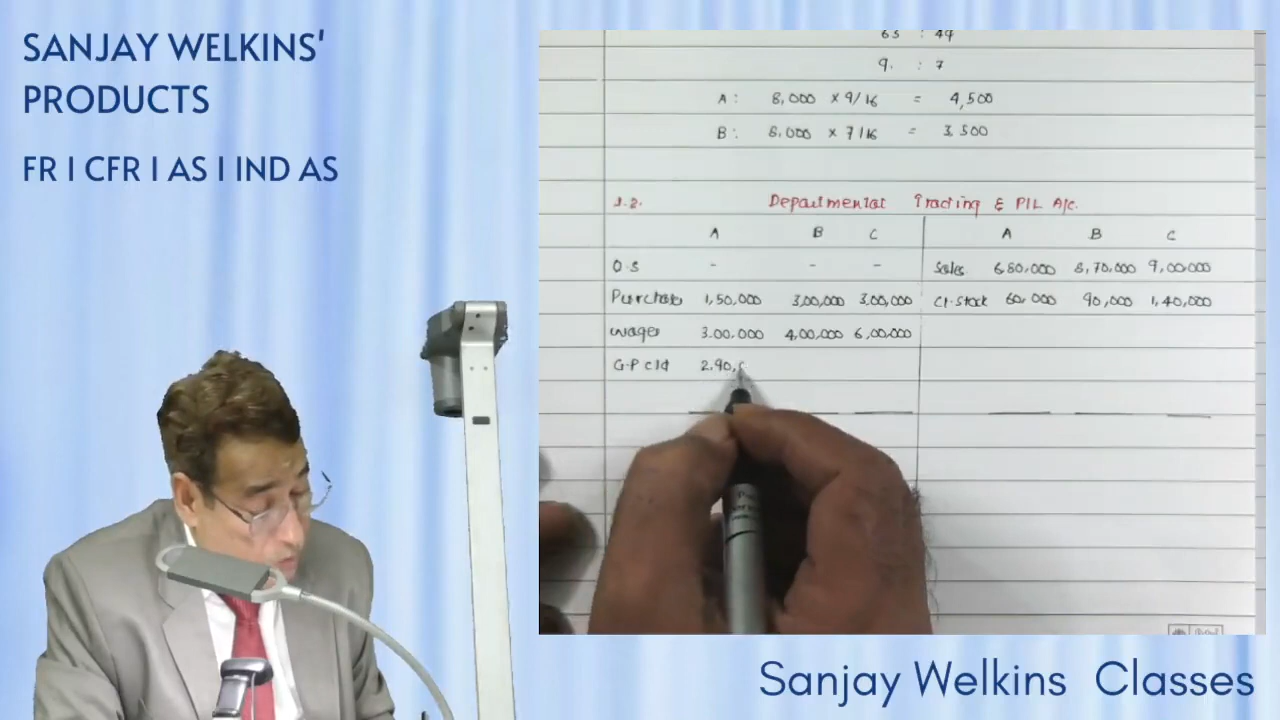 SANJAY WELKINS'
PRODUCTS
FR I CFR I AS I IND AS
65 : 49
9. : 7
A : 8,000 x 9/16 = 4,500
B : 8,000 x 7/16 = 3,500
Departmental Trading & P/L A/c.
A B C A B C
O.S - - - Sales 6,80,000 8,70,000 9,00,000
Purchases 1,50,000 3,00,000 3,00,000 Cl. Stock 60,000 90,000 1,40,000
Wages 3,00,000 4,00,000 6,00,000
G.P c/d 2,90,
Sanjay Welkins Classes